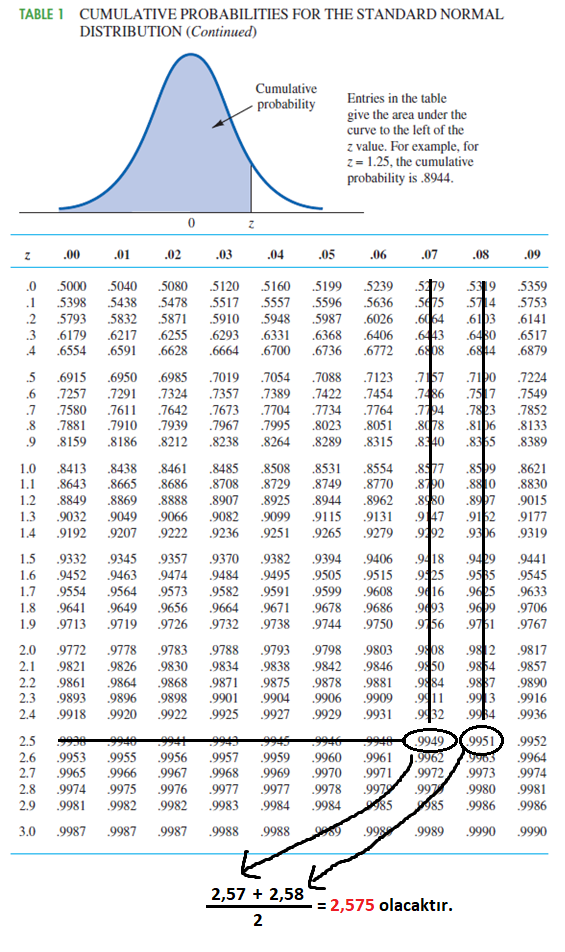 TABLE 1 CUMULATIVE PROBABILITIES FOR THE STANDARD NORMAL
DISTRIBUTION (Continued)
Cumulative
probability
Entries in the table
give the area under the
curve to the left of the
z value. For example, for
z = 1.25, the cumulative
probability is .8944.
0 z
z .00 .01 .02 .03 .04 .05 .06 .07 .08 .09
.0 .5000 .5040 .5080 .5120 .5160 .5199 .5239 .5279 .5319 .5359
.1 .5398 .5438 .5478 .5517 .5557 .5596 .5636 .5675 .5714 .5753
.2 .5793 .5832 .5871 .5910 .5948 .5987 .6026 .6064 .6103 .6141
.3 .6179 .6217 .6255 .6293 .6331 .6368 .6406 .6443 .6480 .6517
.4 .6554 .6591 .6628 .6664 .6700 .6736 .6772 .6808 .6844 .6879
.5 .6915 .6950 .6985 .7019 .7054 .7088 .7123 .7157 .7190 .7224
.6 .7257 .7291 .7324 .7357 .7389 .7422 .7454 .7486 .7517 .7549
.7 .7580 .7611 .7642 .7673 .7704 .7734 .7764 .7794 .7823 .7852
.8 .7881 .7910 .7939 .7967 .7995 .8023 .8051 .8078 .8106 .8133
.9 .8159 .8186 .8212 .8238 .8264 .8289 .8315 .8340 .8365 .8389
1.0 .8413 .8438 .8461 .8485 .8508 .8531 .8554 .8577 .8599 .8621
1.1 .8643 .8665 .8686 .8708 .8729 .8749 .8770 .8790 .8810 .8830
1.2 .8849 .8869 .8888 .8907 .8925 .8944 .8962 .8980 .8997 .9015
1.3 .9032 .9049 .9066 .9082 .9099 .9115 .9131 .9147 .9162 .9177
1.4 .9192 .9207 .9222 .9236 .9251 .9265 .9279 .9292 .9306 .9319
1.5 .9332 .9345 .9357 .9370 .9382 .9394 .9406 .9418 .9429 .9441
1.6 .9452 .9463 .9474 .9484 .9495 .9505 .9515 .9525 .9535 .9545
1.7 .9554 .9564 .9573 .9582 .9591 .9599 .9608 .9616 .9625 .9633
1.8 .9641 .9649 .9656 .9664 .9671 .9678 .9686 .9693 .9699 .9706
1.9 .9713 .9719 .9726 .9732 .9738 .9744 .9750 .9756 .9761 .9767
2.0 .9772 .9778 .9783 .9788 .9793 .9798 .9803 .9808 .9812 .9817
2.1 .9821 .9826 .9830 .9834 .9838 .9842 .9846 .9850 .9854 .9857
2.2 .9861 .9864 .9868 .9871 .9875 .9878 .9881 .9884 .9887 .9890
2.3 .9893 .9896 .9898 .9901 .9904 .9906 .9909 .9911 .9913 .9916
2.4 .9918 .9920 .9922 .9925 .9927 .9929 .9931 .9932 .9934 .9936
2.5 .9938 .9940 .9941 .9943 .9945 .9946 .9948 .9949 .9951 .9952
2.6 .9953 .9955 .9956 .9957 .9959 .9960 .9961 .9962 .9963 .9964
2.7 .9965 .9966 .9967 .9968 .9969 .9970 .9971 .9972 .9973 .9974
2.8 .9974 .9975 .9976 .9977 .9977 .9978 .9979 .9979 .9980 .9981
2.9 .9981 .9982 .9982 .9983 .9984 .9984 .9985 .9985 .9986 .9986
3.0 .9987 .9987 .9987 .9988 .9988 .9989 .9989 .9989 .9990 .9990
2,57 + 2,58
2
= 2,575 olacaktır.